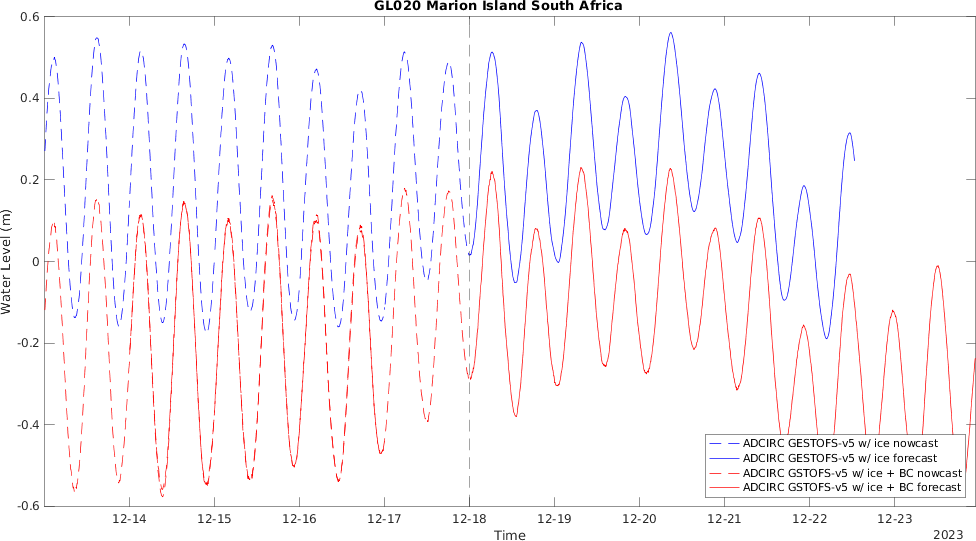 GL020 Marion Island South Africa
Water Level (m)
0.6
0.4
0.2
0
-0.2
-0.4
-0.6
12-14
12-15
12-16
12-17
12-18
12-19
12-20
12-21
12-22
12-23
Time
2023
ADCIRC GESTOFS-v5 w/ ice nowcast
ADCIRC GESTOFS-v5 w/ ice forecast
ADCIRC GSTOFS-v5 w/ ice + BC nowcast
ADCIRC GSTOFS-v5 w/ ice + BC forecast